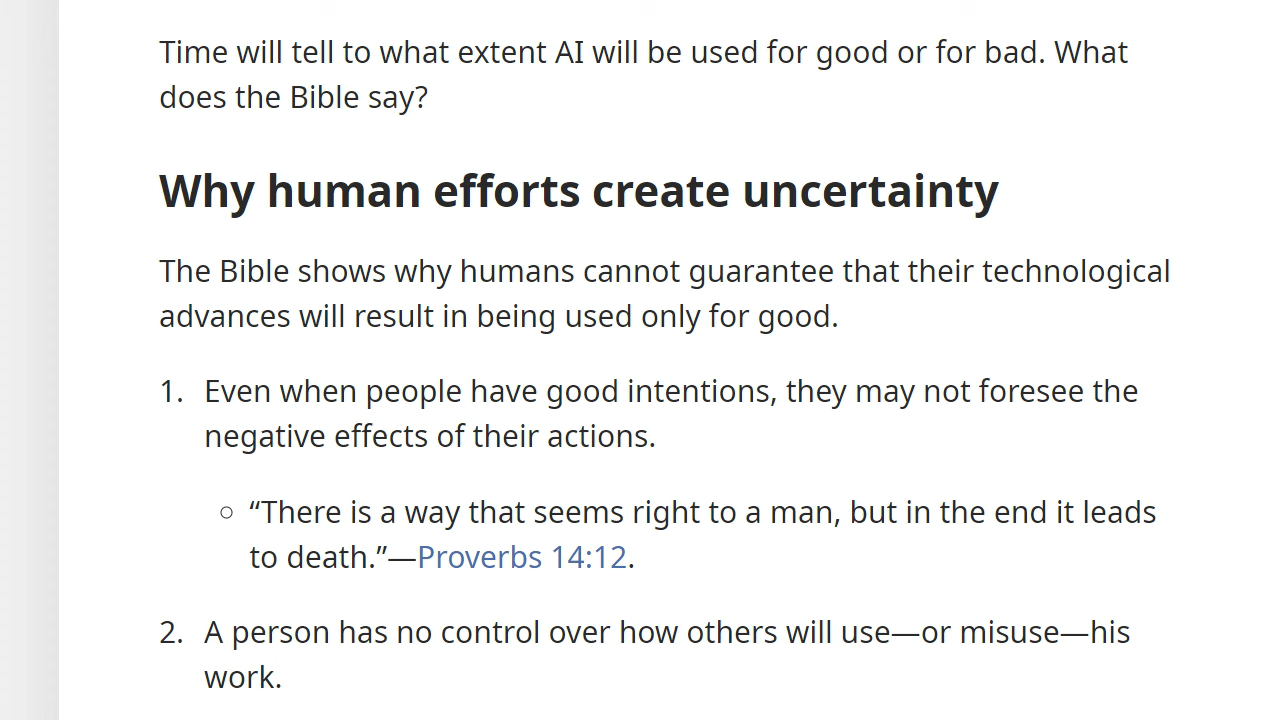 Time will tell to what extent AI will be used for good or for bad. What
does the Bible say?
Why human efforts create uncertainty
The Bible shows why humans cannot guarantee that their technological
advances will result in being used only for good.
1. Even when people have good intentions, they may not foresee the
negative effects of their actions.
○ “There is a way that seems right to a man, but in the end it leads
to death.”—Proverbs 14:12.
2. A person has no control over how others will use—or misuse—his
work.